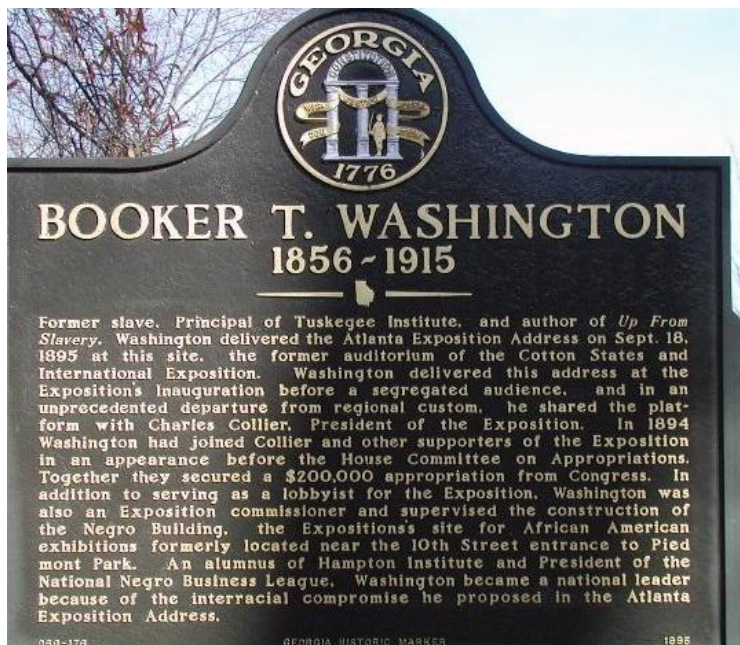 GEORGIA
CONSTITUTION
1776
BOOKER T. WASHINGTON
1856 ~ 1915
Former slave, Principal of Tuskegee Institute, and author of Up From
Slavery, Washington delivered the Atlanta Exposition Address on Sept. 18,
1895 at this site, the former auditorium of the Cotton States and
International Exposition. Washington delivered this address at the
Exposition's Inauguration before a segregated audience, and in an
unprecedented departure from regional custom, he shared the plat-
form with Charles Collier, President of the Exposition. In 1894
Washington had joined Collier and other supporters of the Exposition
in an appearance before the House Committee on Appropriations.
Together they secured a $200,000 appropriation from Congress. In
addition to serving as a lobbyist for the Exposition, Washington was
also an Exposition commissioner and supervised the construction of
the Negro Building, the Expositions's site for African American
exhibitions formerly located near the 10th Street entrance to Pied
mont Park. An alumnus of Hampton Institute and President of the
National Negro Business League, Washington became a national leader
because of the interracial compromise he proposed in the Atlanta
Exposition Address.
GEORGIA HISTORIC MARKER